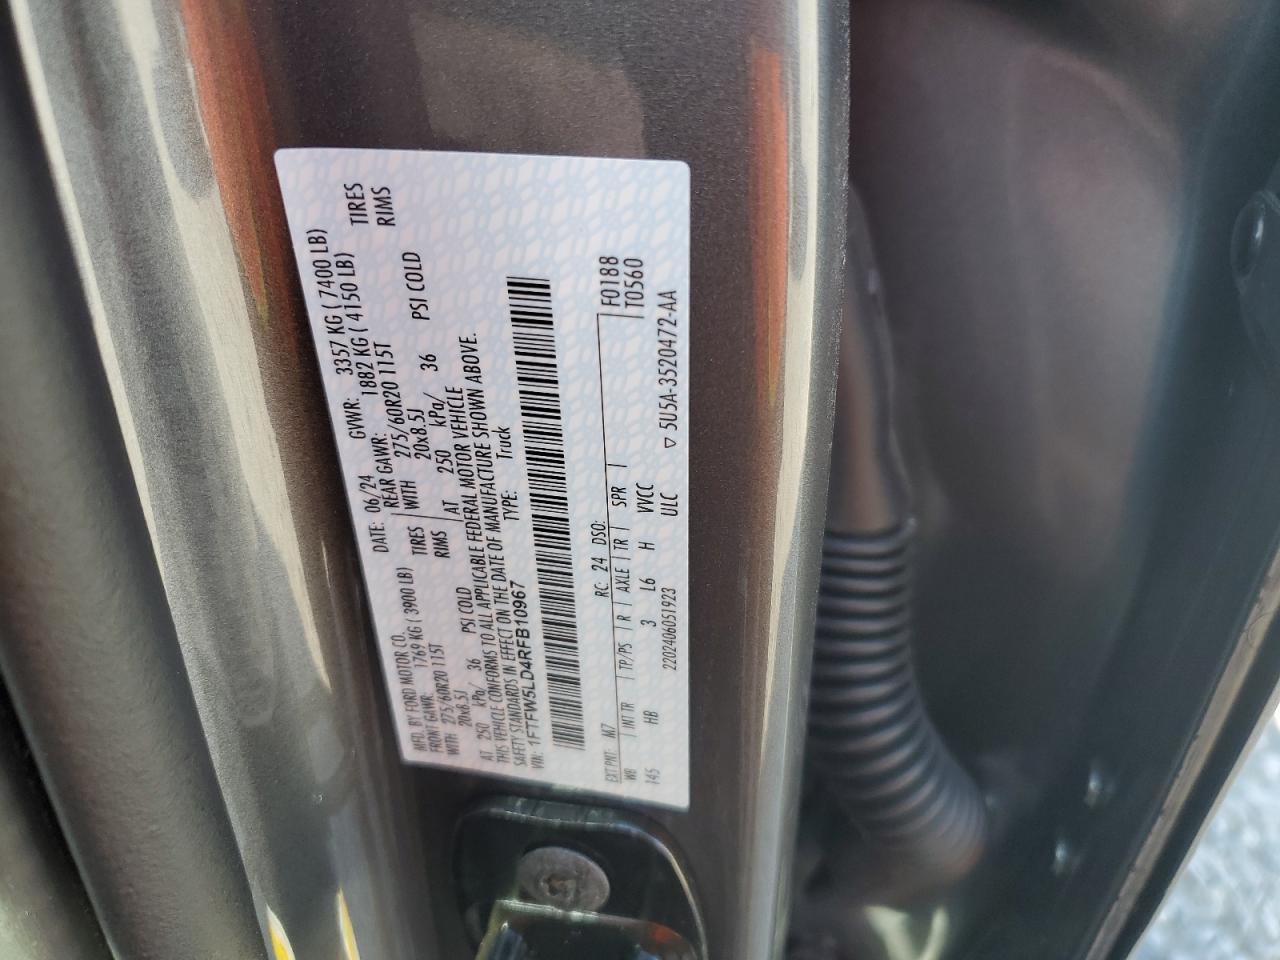 MFD. BY FORD MOTOR CO.
DATE: 06/24 GVWR: 3357 KG ( 7400 LB)
FRONT GAWR: 1769 KG ( 3900 LB) REAR GAWR: 1882 KG ( 4150 LB)
WITH 275/60R20 115T TIRES WITH 275/60R20 115T TIRES
20x8.5J RIMS 20x8.5J RIMS
AT 250 kPa/ 36 PSI COLD AT 250 kPa/ 36 PSI COLD
THIS VEHICLE CONFORMS TO ALL APPLICABLE FEDERAL MOTOR VEHICLE
SAFETY STANDARDS IN EFFECT ON THE DATE OF MANUFACTURE SHOWN ABOVE.
VIN: 1FTFW5LD4RFB10967 TYPE: Truck
F0188
T0560
EXT PNT: M7 RC: 24 DSO:
WB INT TR TP/PS R AXLE TR SPR
145 HB 3 L6 H VVCC
2202406051923 ULC ▽ 5U5A-3520472-AA